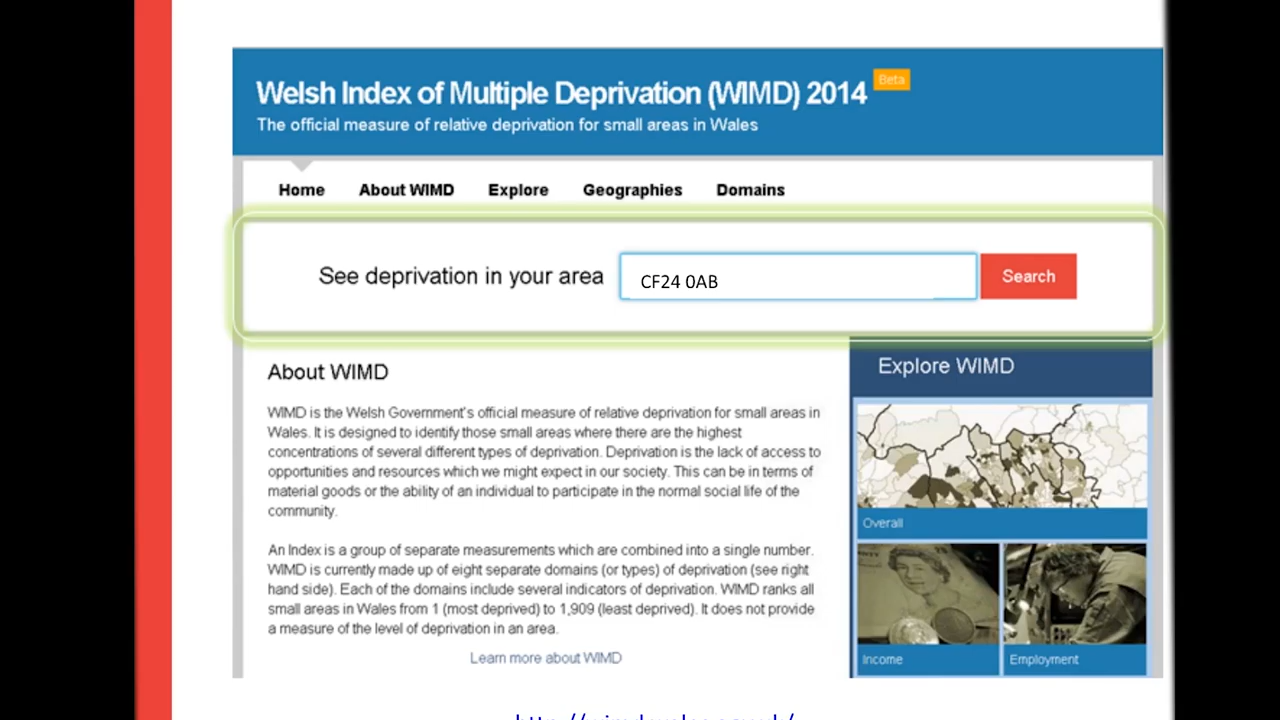 Welsh Index of Multiple Deprivation (WIMD) 2014 Beta
The official measure of relative deprivation for small areas in Wales
Home About WIMD Explore Geographies Domains
See deprivation in your area CF24 0AB Search
About WIMD
WIMD is the Welsh Government's official measure of relative deprivation for small areas in
Wales. It is designed to identify those small areas where there are the highest
concentrations of several different types of deprivation. Deprivation is the lack of access to
opportunities and resources which we might expect in our society. This can be in terms of
material goods or the ability of an individual to participate in the normal social life of the
community.
An Index is a group of separate measurements which are combined into a single number.
WIMD is currently made up of eight separate domains (or types) of deprivation (see right
hand side). Each of the domains include several indicators of deprivation. WIMD ranks all
small areas in Wales from 1 (most deprived) to 1,909 (least deprived). It does not provide
a measure of the level of deprivation in an area.
Learn more about WIMD
Explore WIMD
Overall
Income Employment